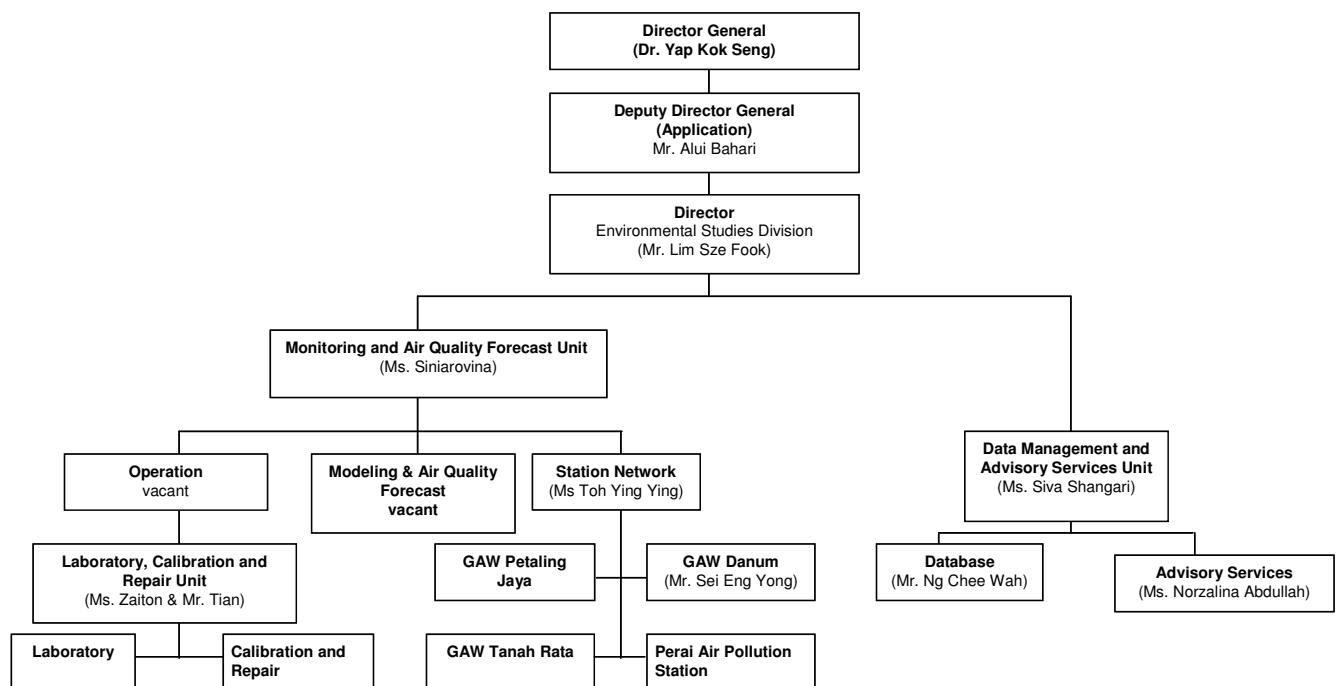 Director General
(Dr. Yap Kok Seng)
Deputy Director General
(Application)
Mr. Alui Bahari
Director
Environmental Studies Division
(Mr. Lim Sze Fook)
Monitoring and Air Quality Forecast Unit
(Ms. Siniarovina)
Operation
vacant
Modeling & Air Quality
Forecast
vacant
Station Network
(Ms Toh Ying Ying)
Data Management and
Advisory Services Unit
(Ms. Siva Shangari)
Laboratory, Calibration and
Repair Unit
(Ms. Zaiton & Mr. Tian)
GAW Petaling
Jaya
GAW Danum
(Mr. Sei Eng Yong)
Database
(Mr. Ng Chee Wah)
Advisory Services
(Ms. Norzalina Abdullah)
Laboratory
Calibration and
Repair
GAW Tanah Rata
Perai Air Pollution
Station